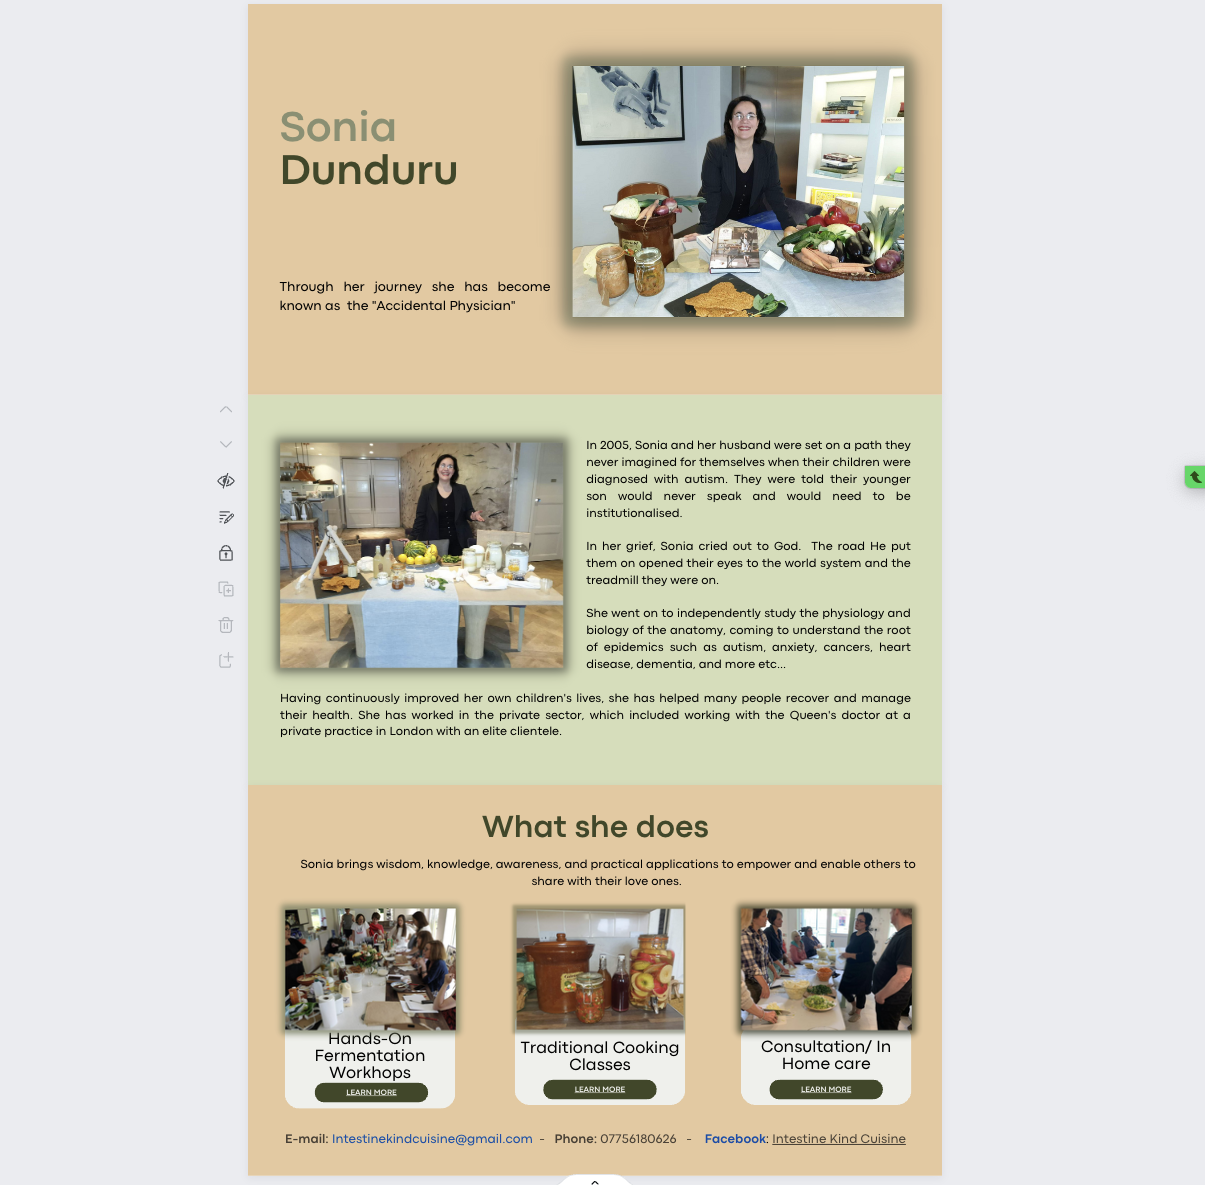 Sonia
Dunduru
Through her journey she has become
known as the "Accidental Physician"
In 2005, Sonia and her husband were set on a path they
never imagined for themselves when their children were
diagnosed with autism. They were told their younger
son would never speak and would need to be
institutionalised.
In her grief, Sonia cried out to God. The road He put
them on opened their eyes to the world system and the
treadmill they were on.
She went on to independently study the physiology and
biology of the anatomy, coming to understand the root
of epidemics such as autism, anxiety, cancers, heart
disease, dementia, and more etc...
Having continuously improved her own children's lives, she has helped many people recover and manage
their health. She has worked in the private sector, which included working with the Queen's doctor at a
private practice in London with an elite clientele.
What she does
Sonia brings wisdom, knowledge, awareness, and practical applications to empower and enable others to
share with their love ones.
Hands-On
Fermentation
Workhops
LEARN MORE
Traditional Cooking
Classes
LEARN MORE
Consultation/ In
Home care
LEARN MORE
E-mail: Intestinekindcuisine@gmail.com - Phone: 07756180626 - Facebook: Intestine Kind Cuisine